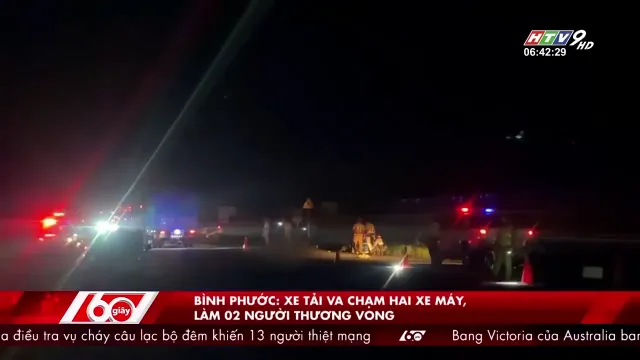 HTV9 HD
06:42:29
60 giây
BÌNH PHƯỚC: XE TẢI VA CHẠM HAI XE MÁY,
LÀM 02 NGƯỜI THƯƠNG VONG
a điều tra vụ cháy câu lạc bộ đêm khiến 13 người thiệt mạng 60 Bang Victoria của Australia ban